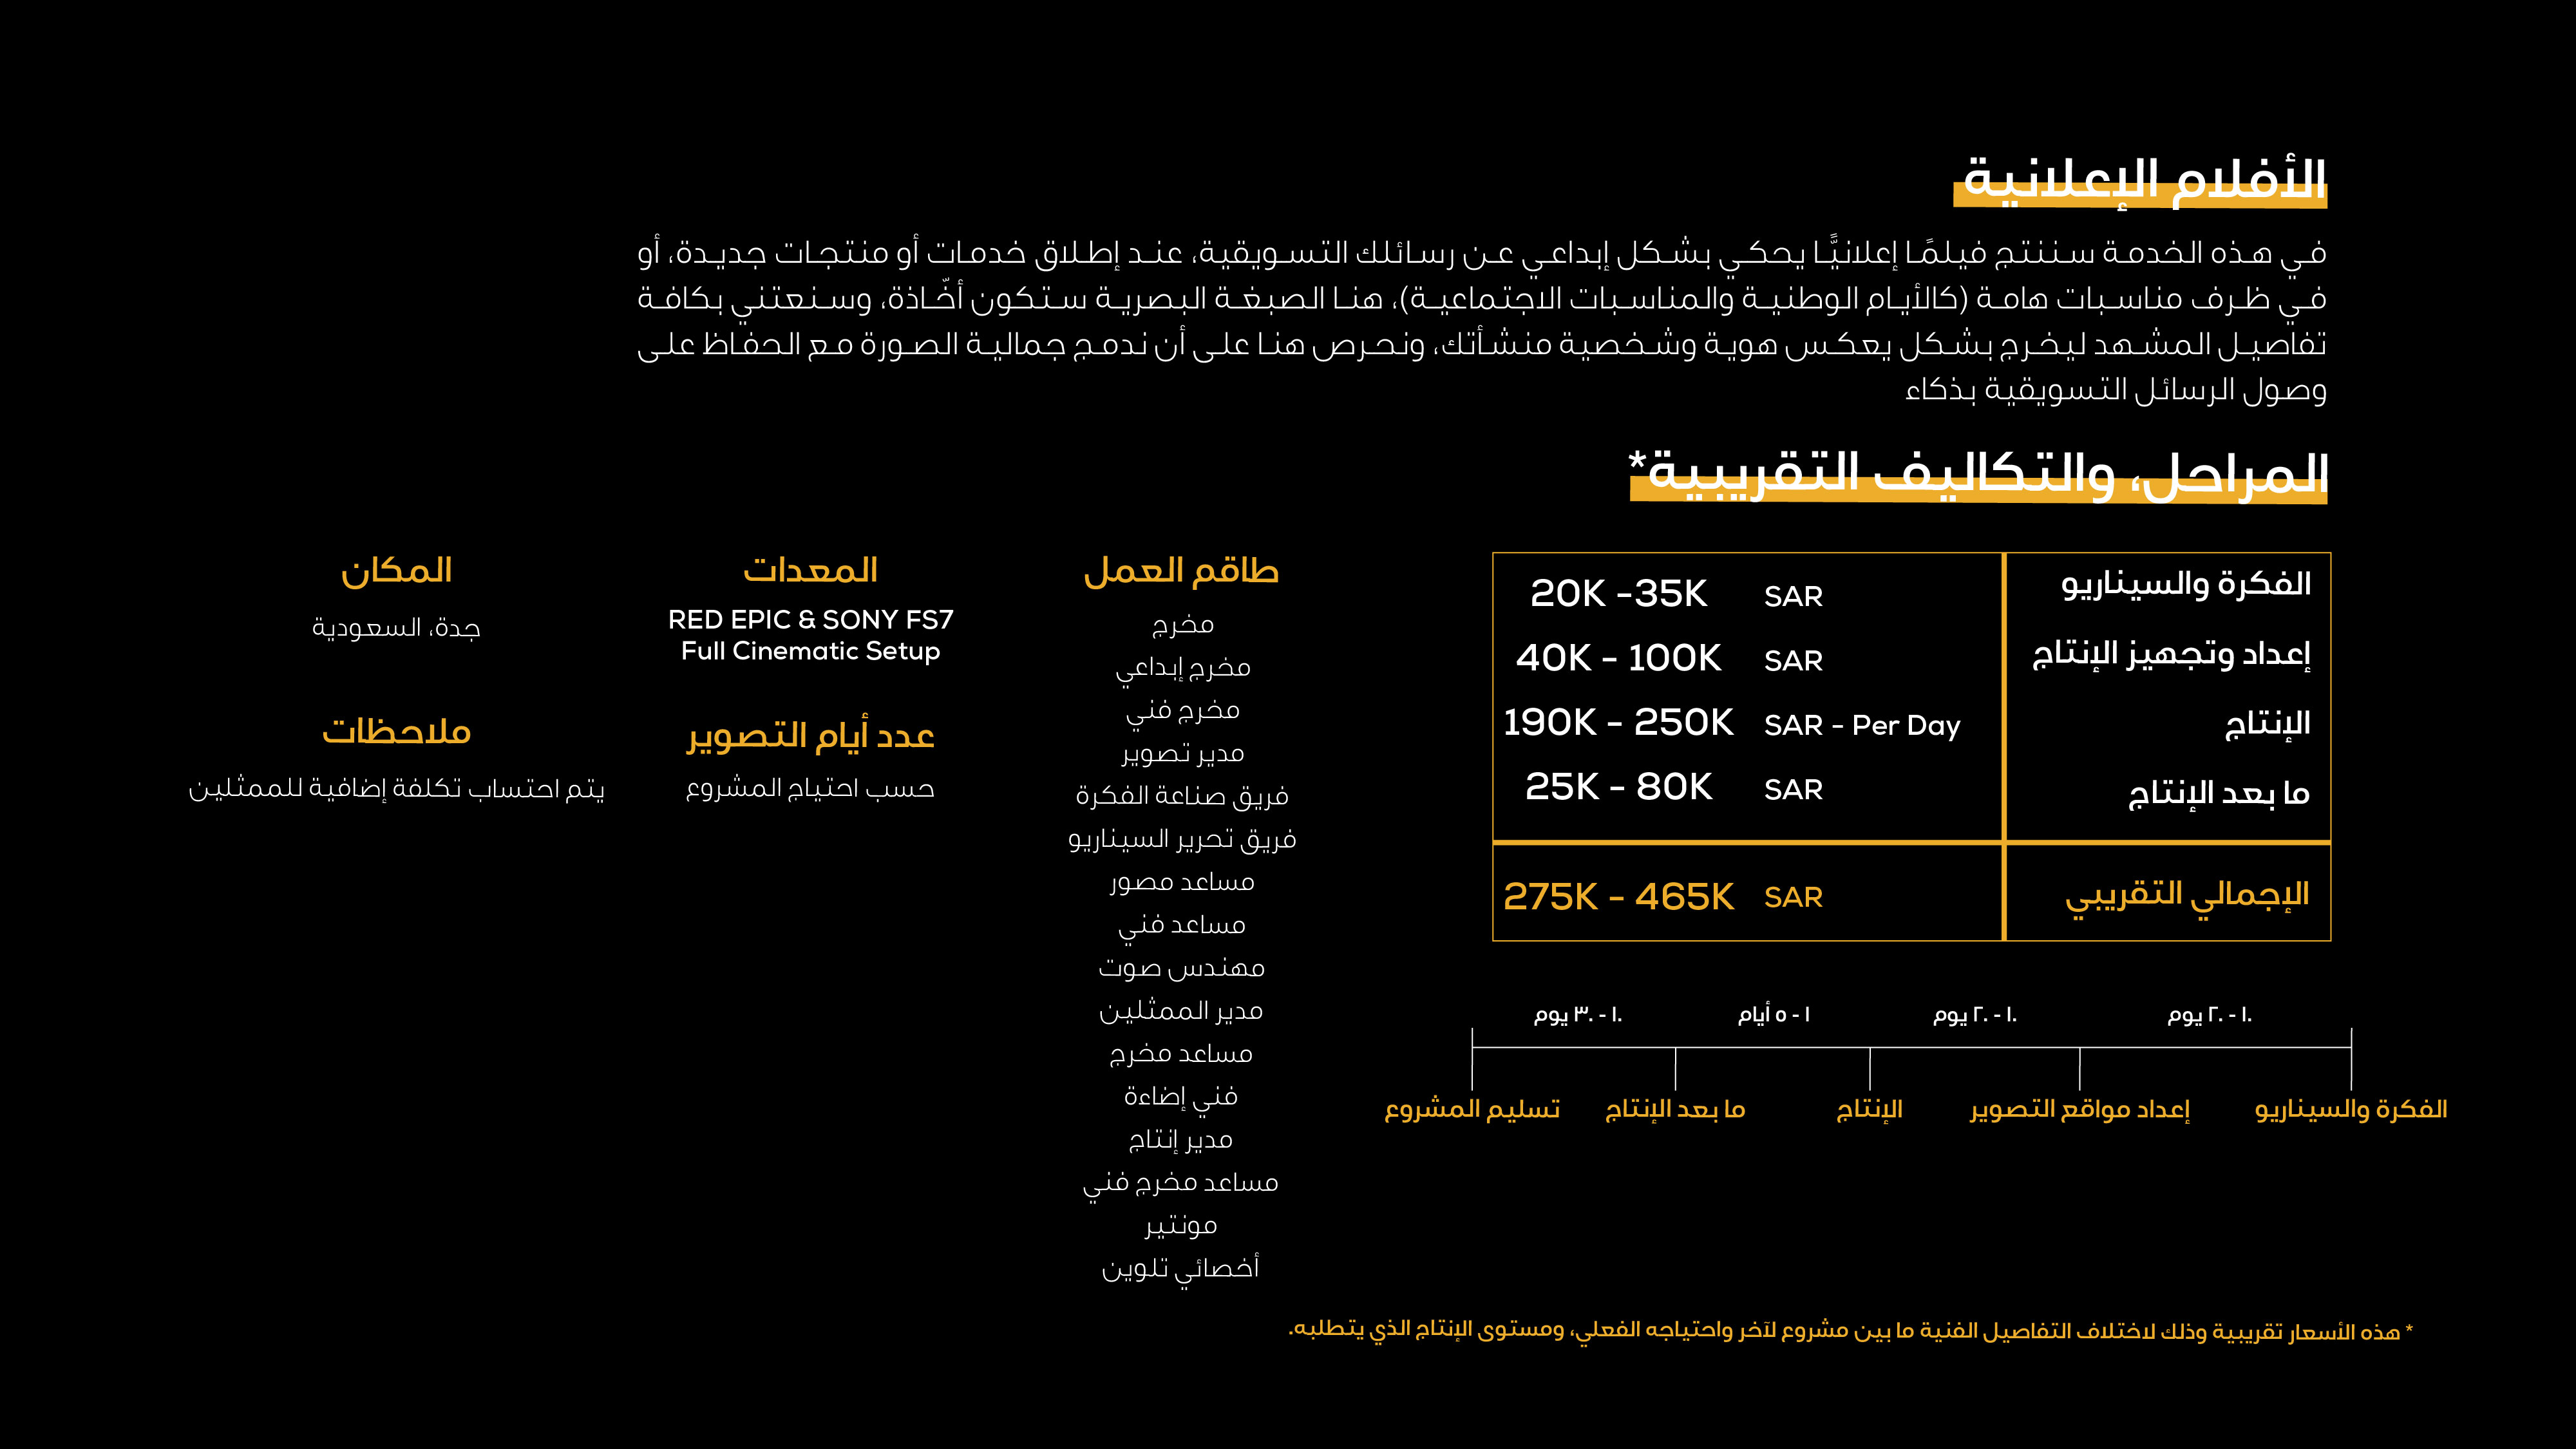 الأفلام الإعلانية
في هذه الخدمة سننتج فيلمًا إعلانيًّا يحكي بشكل إبداعي عن رسائلك التسويقية، عند إطلاق خدمات أو منتجات جديدة، أو
في ظرف مناسبات هامة (كالأيام الوطنية والمناسبات الاجتماعية)، هنا الصبغة البصرية ستكون أخّاذة، وسنعتني بكافة
تفاصيل المشهد ليخرج بشكل يعكس هوية وشخصية منشأتك، ونحرص هنا على أن ندمج جمالية الصورة مع الحفاظ على
وصول الرسائل التسويقية بذكاء
المراحل، والتكاليف التقريبية*
الفكرة والسيناريو 20K -35K SAR
إعداد وتجهيز الإنتاج 40K - 100K SAR
الإنتاج 190K - 250K SAR - Per Day
ما بعد الإنتاج 25K - 80K SAR
الإجمالي التقريبي 275K - 465K SAR
١٠ - ٢٠ يوم
١٠ - ٢٠ يوم
١ - ٥ أيام
١٠ - ٣٠ يوم
الفكرة والسيناريو
إعداد مواقع التصوير
الإنتاج
ما بعد الإنتاج
تسليم المشروع
طاقم العمل
مخرج
مخرج إبداعي
مخرج فني
مدير تصوير
فريق صناعة الفكرة
فريق تحرير السيناريو
مساعد مصور
مساعد فني
مهندس صوت
مدير الممثلين
مساعد مخرج
فني إضاءة
مدير إنتاج
مساعد مخرج فني
مونتير
أخصائي تلوين
المعدات
RED EPIC & SONY FS7
Full Cinematic Setup
عدد أيام التصوير
حسب احتياج المشروع
المكان
جدة، السعودية
ملاحظات
يتم احتساب تكلفة إضافية للممثلين
* هذه الأسعار تقريبية وذلك لاختلاف التفاصيل الفنية ما بين مشروع لآخر واحتياجه الفعلي، ومستوى الإنتاج الذي يتطلبه.